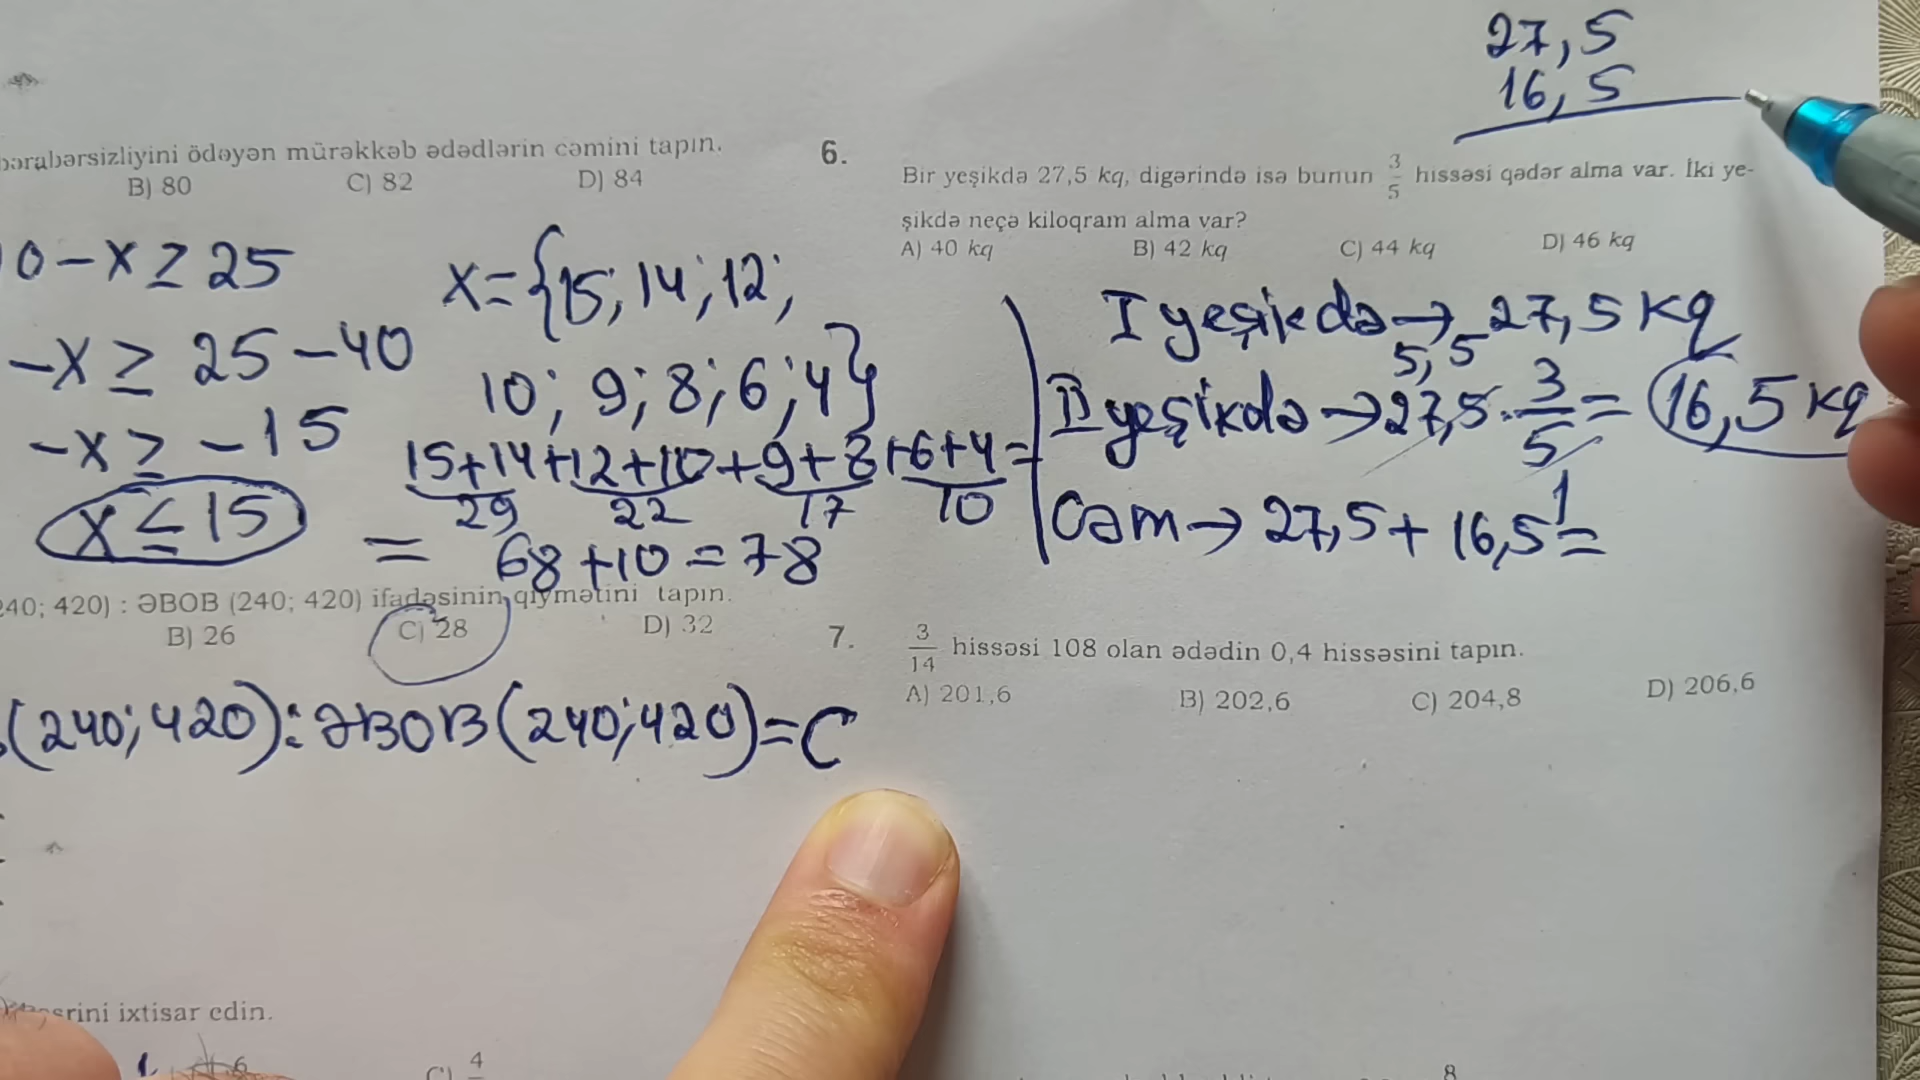 bərabərsizliyini ödəyən mürəkkəb ədədlərin cəmini tapın.
B) 80 C) 82 D) 84
0-x≥25
-x≥25-40
-x≥-15
x≤15
x={15;14;12;
10;9;8;6;4}
15+14+12+10+9+8+6+4=
29 22 17 10
= 68+10=78
240; 420) : ƏBOB (240; 420) ifadəsinin qiymətini tapın.
B) 26 C) 28 D) 32
(240;420):ƏBOB(240;420)=C
ixtisar edin.
C) 4
27,5
16,5
6.
Bir yeşikdə 27,5 kq, digərində isə bunun 3/5 hissəsi qədər alma var. İki ye-
şikdə neçə kiloqram alma var?
A) 40 kq B) 42 kq C) 44 kq D) 46 kq
I yeşikdə→27,5 kq
5,5
II yeşikdə→27,5·3/5=16,5 kq
1
Cəm→27,5+16,5=
7. 3/14 hissəsi 108 olan ədədin 0,4 hissəsini tapın.
A) 201,6 B) 202,6 C) 204,8 D) 206,6
8